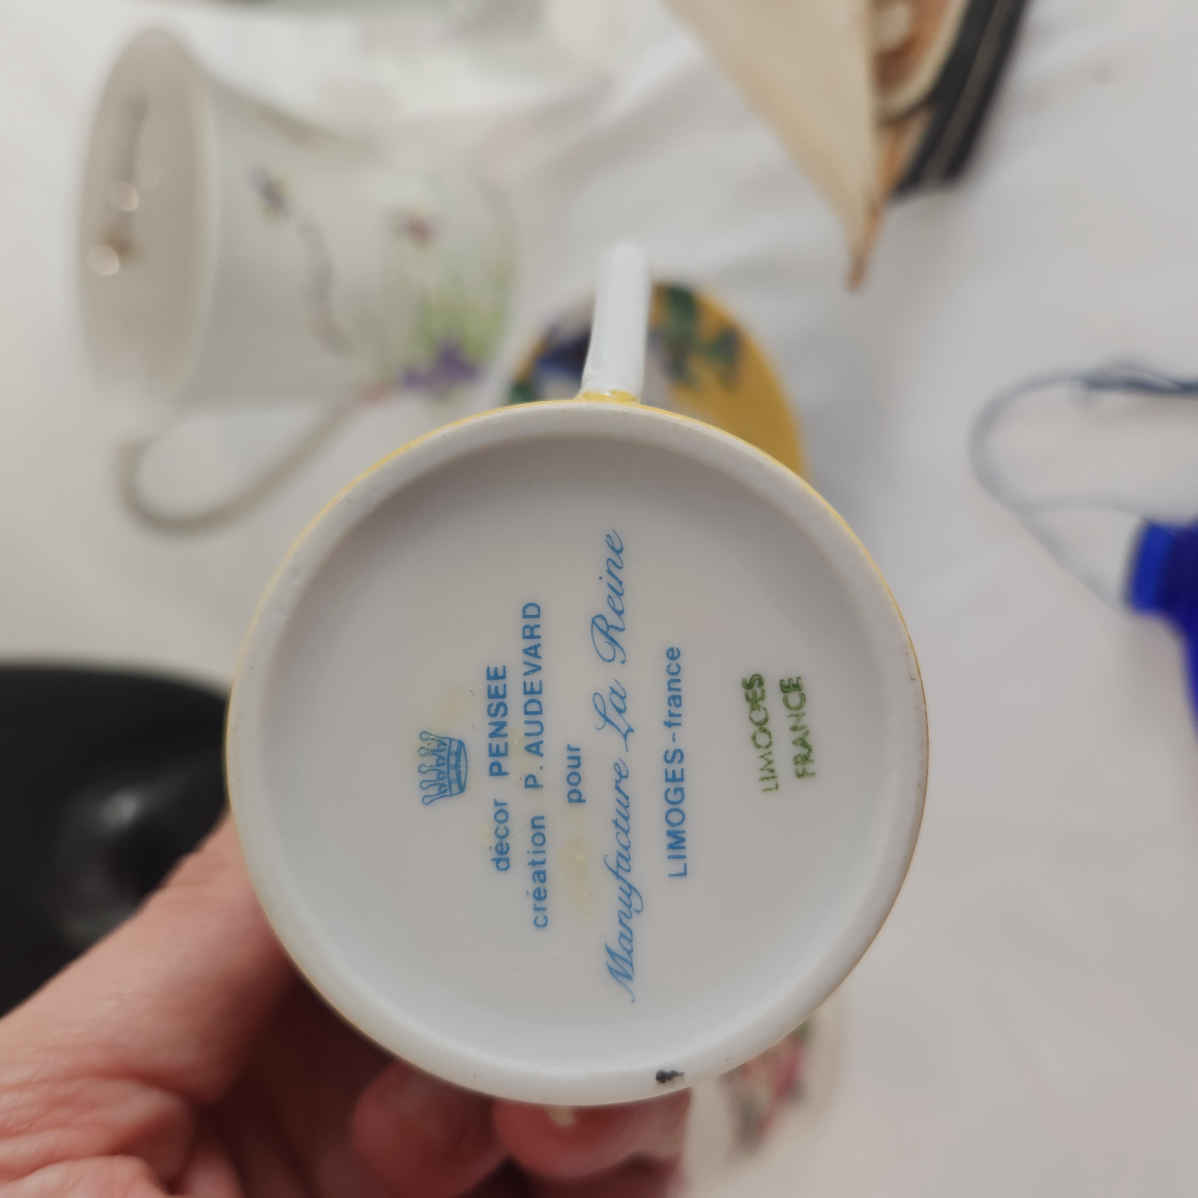 décor PENSEE
création P. AUDEVARD
pour
Manufacture La Reine
LIMOGES-france
LIMOGES
FRANCE